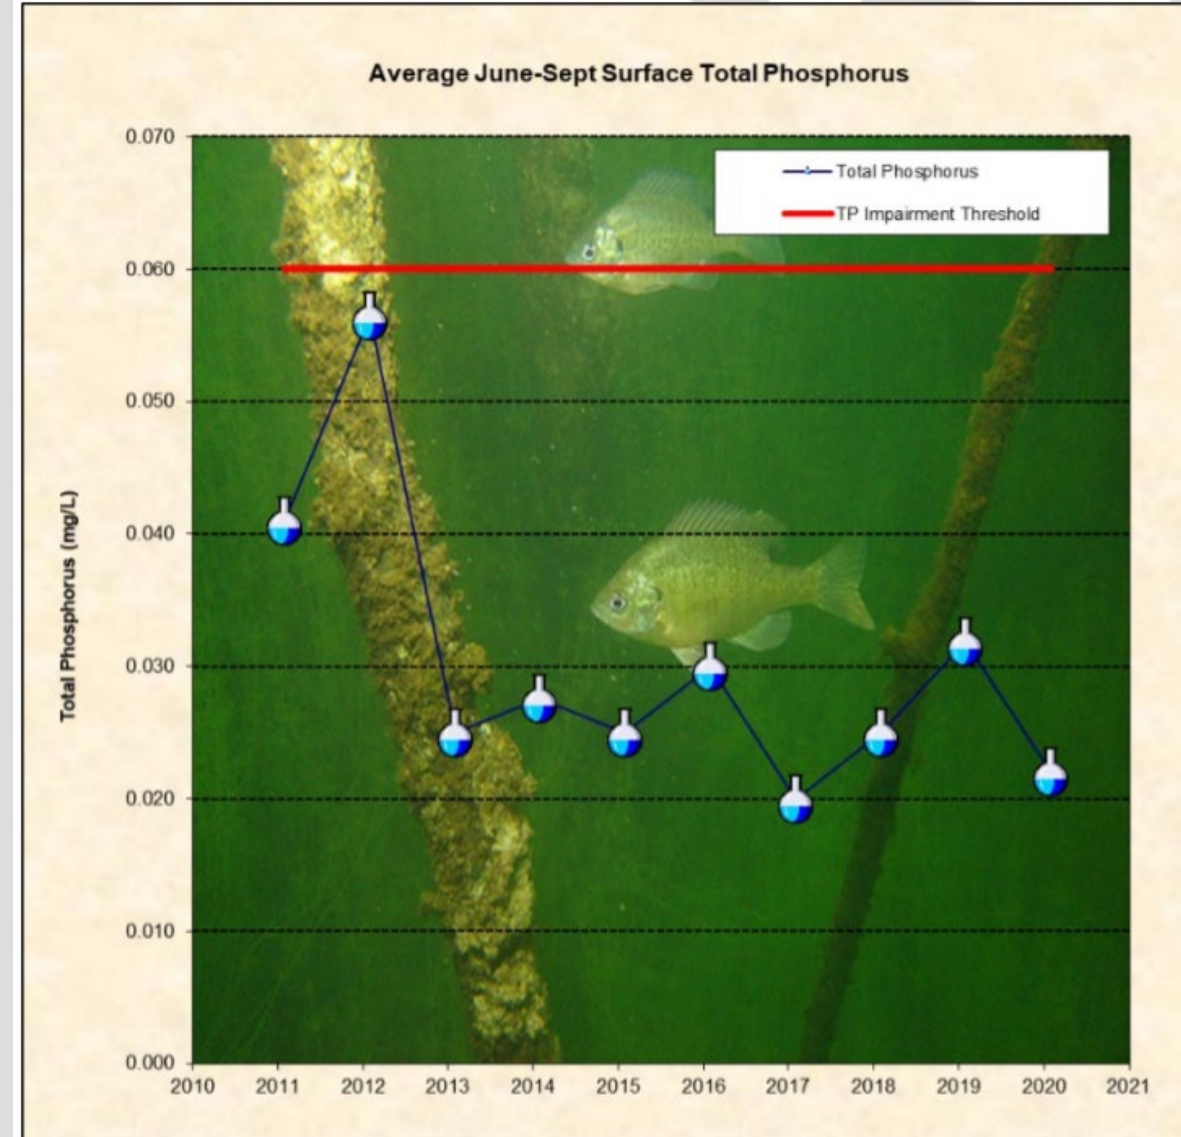 Average June-Sept Surface Total Phosphorus
Total Phosphorus
TP Impairment Threshold
Total Phosphorus (mg/L)
0.070
0.060
0.050
0.040
0.030
0.020
0.010
0.000
2010 2011 2012 2013 2014 2015 2016 2017 2018 2019 2020 2021